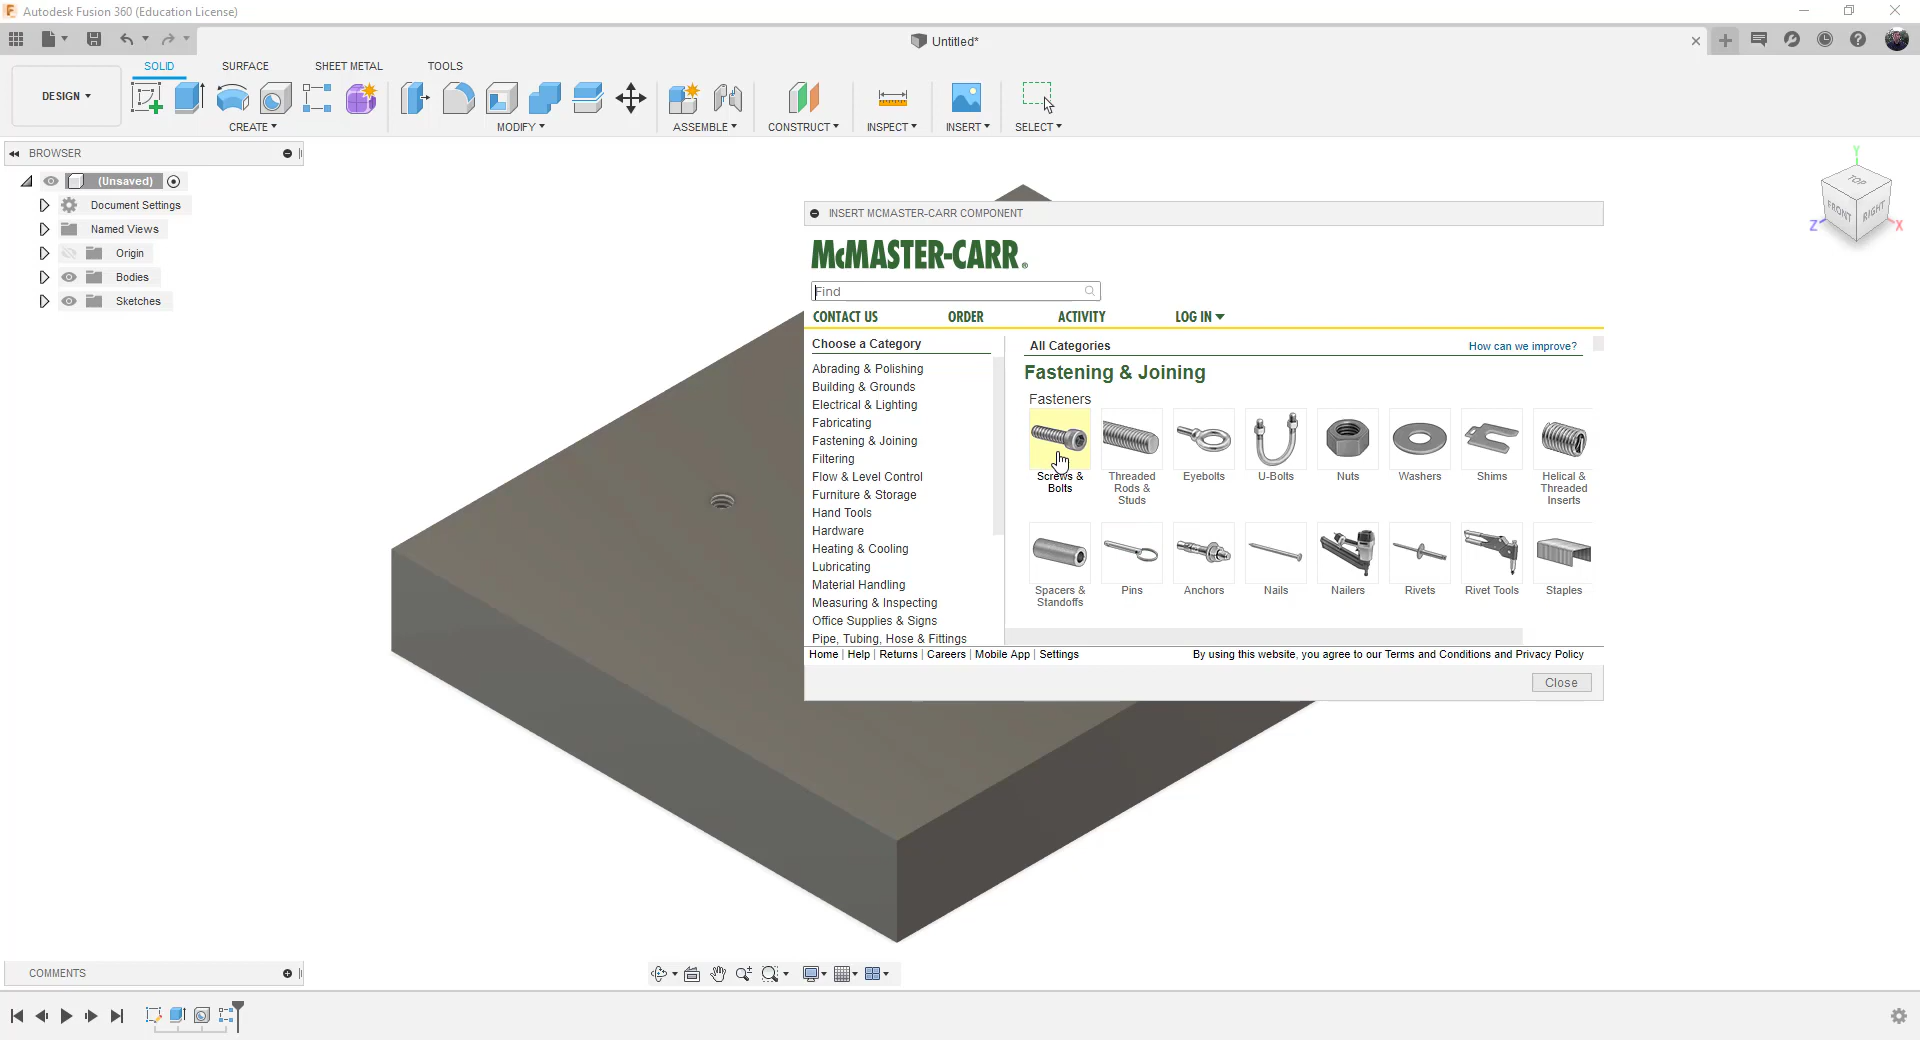 Autodesk Fusion 360 (Education License)
Untitled*
DESIGN
SOLID
SURFACE
SHEET METAL
TOOLS
CREATE
MODIFY
ASSEMBLE
CONSTRUCT
INSPECT
INSERT
SELECT
BROWSER
(Unsaved)
Document Settings
Named Views
Origin
Bodies
Sketches
Y
TOP
FRONT
RIGHT
Z
X
INSERT MCMASTER-CARR COMPONENT
McMASTER-CARR®
Find
CONTACT US
ORDER
ACTIVITY
LOG IN
Choose a Category
Abrading & Polishing
Building & Grounds
Electrical & Lighting
Fabricating
Fastening & Joining
Filtering
Flow & Level Control
Furniture & Storage
Hand Tools
Hardware
Heating & Cooling
Lubricating
Material Handling
Measuring & Inspecting
Office Supplies & Signs
Pipe, Tubing, Hose & Fittings
All Categories
How can we improve?
Fastening & Joining
Fasteners
Screws &
Bolts
Threaded
Rods &
Studs
Eyebolts
U-Bolts
Nuts
Washers
Shims
Helical &
Threaded
Inserts
Spacers &
Standoffs
Pins
Anchors
Nails
Nailers
Rivets
Rivet Tools
Staples
Home | Help | Returns | Careers | Mobile App | Settings
By using this website, you agree to our Terms and Conditions and Privacy Policy
Close
COMMENTS